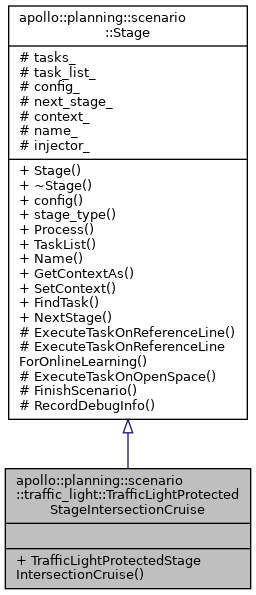 apollo::planning::scenario
::Stage
# tasks_
# task_list_
# config_
# next_stage_
# context_
# name_
# injector_
+ Stage()
+ ~Stage()
+ config()
+ stage_type()
+ Process()
+ TaskList()
+ Name()
+ GetContextAs()
+ SetContext()
+ FindTask()
+ NextStage()
# ExecuteTaskOnReferenceLine()
# ExecuteTaskOnReferenceLine
ForOnlineLearning()
# ExecuteTaskOnOpenSpace()
# FinishScenario()
# RecordDebugInfo()
apollo::planning::scenario
::traffic_light::TrafficLightProtected
StageIntersectionCruise
+ TrafficLightProtectedStage
IntersectionCruise()